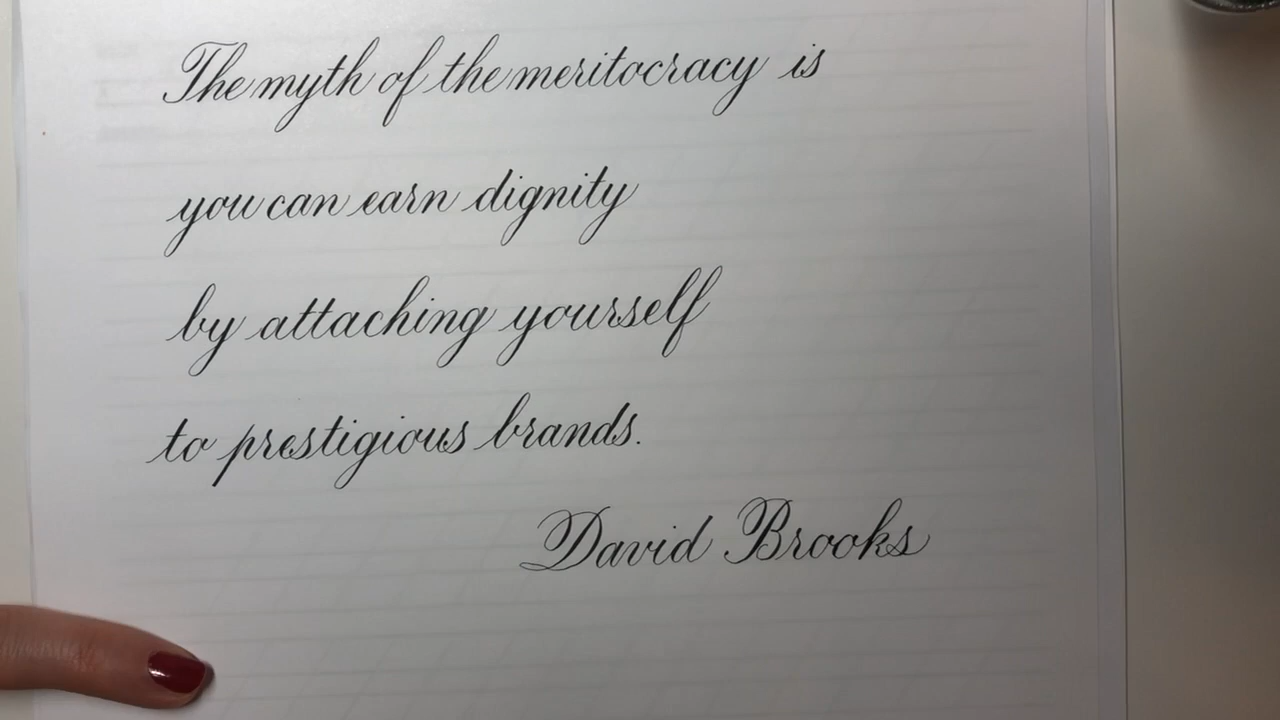 The myth of the meritocracy is
you can earn dignity
by attaching yourself
to prestigious brands.
David Brooks